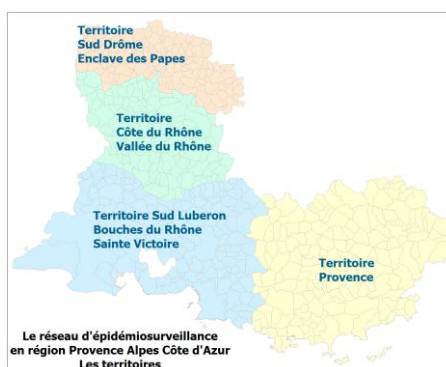 Territoire
Sud Drôme
Enclave des Papes
Territoire
Côte du Rhône
Vallée du Rhône
Territoire Sud Luberon
Bouches du Rhône
Sainte Victoire
Territoire
Provence
Le réseau d'épidémiosurveillance
en région Provence Alpes Côte d'Azur
Les territoires